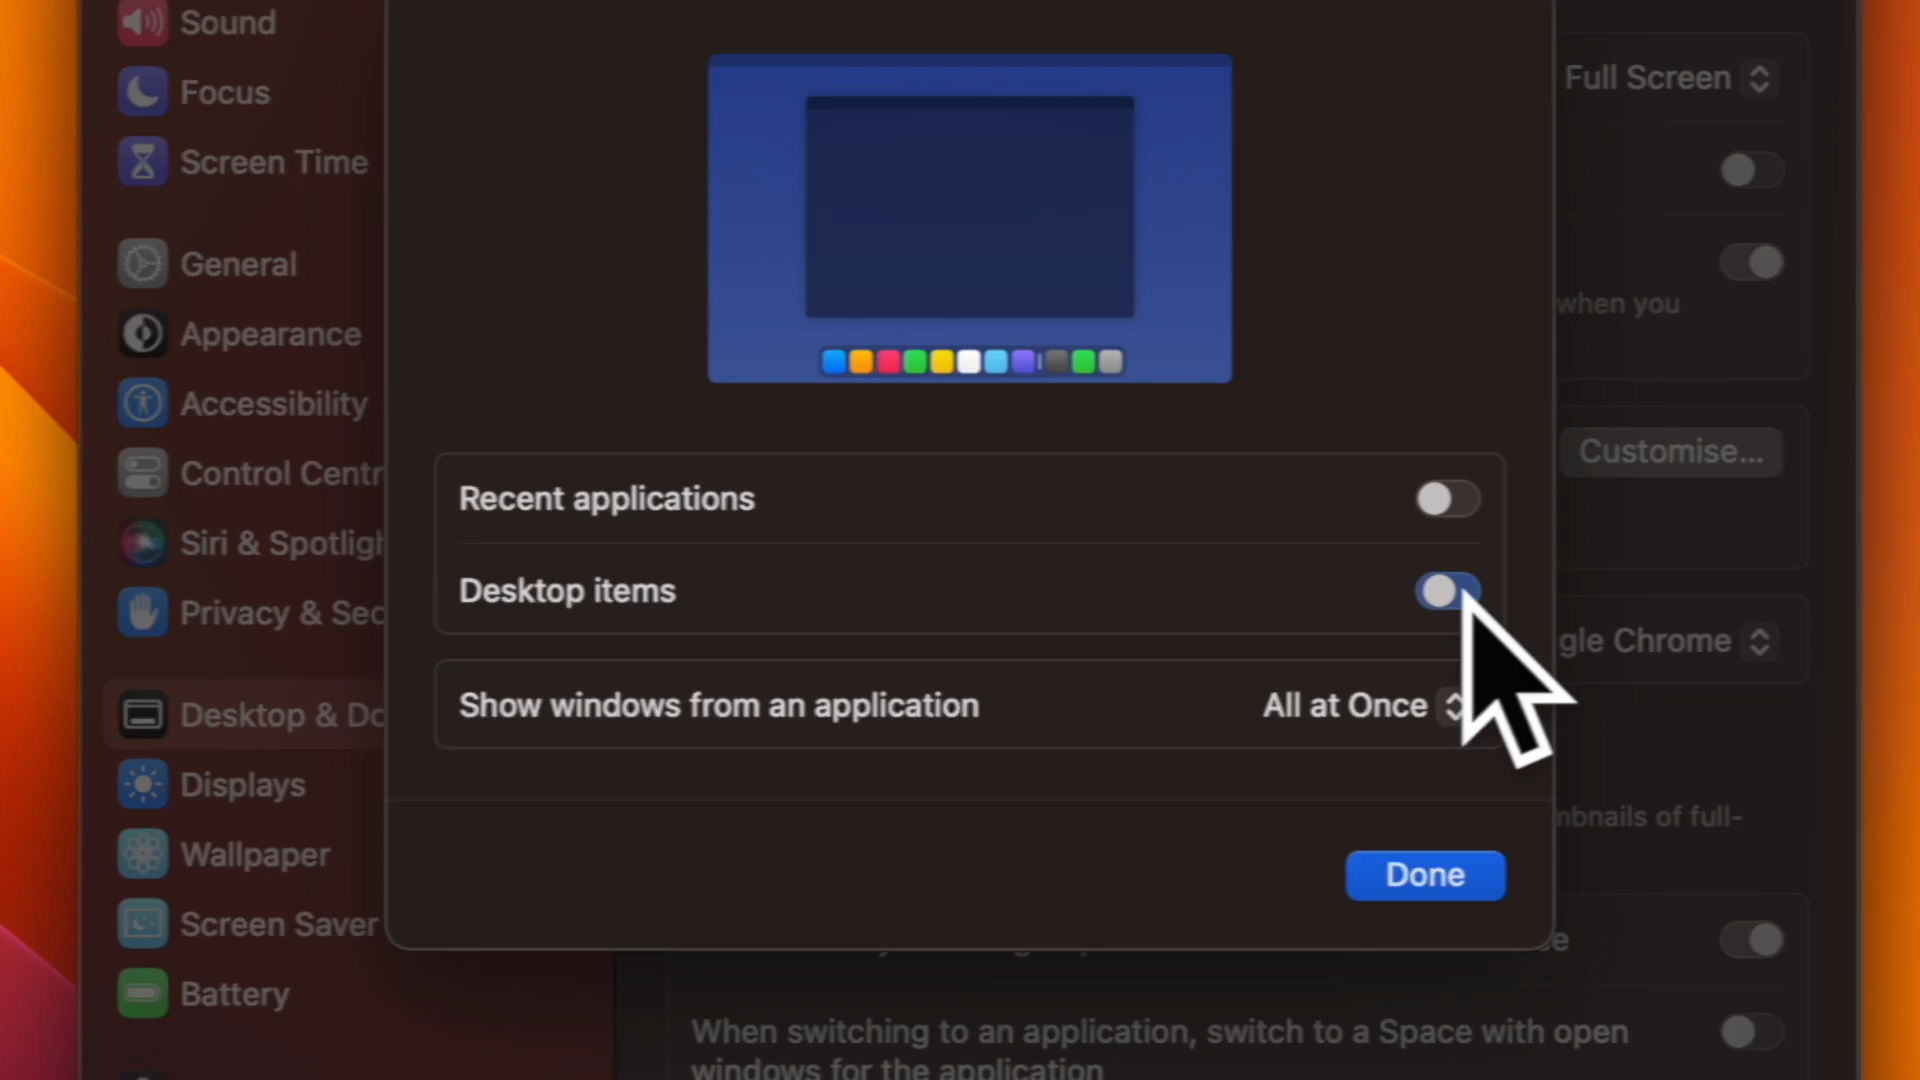 Sound
Focus
Screen Time
General
Appearance
Accessibility
Control Centr
Siri & Spotligh
Privacy & Sec
Desktop & Do
Displays
Wallpaper
Screen Saver
Battery
Recent applications
Desktop items
Show windows from an application All at Once
Done
Full Screen
when you
Customise...
gle Chrome
mbnails of full-
When switching to an application, switch to a Space with open
windows for the application